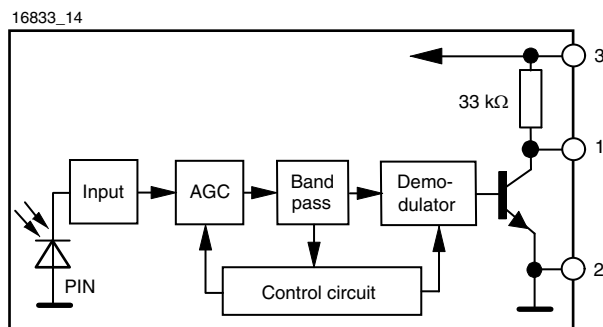 16833_14
3
33 kΩ
1
Input
AGC
Band
pass
Demo-
dulator
2
PIN
Control circuit